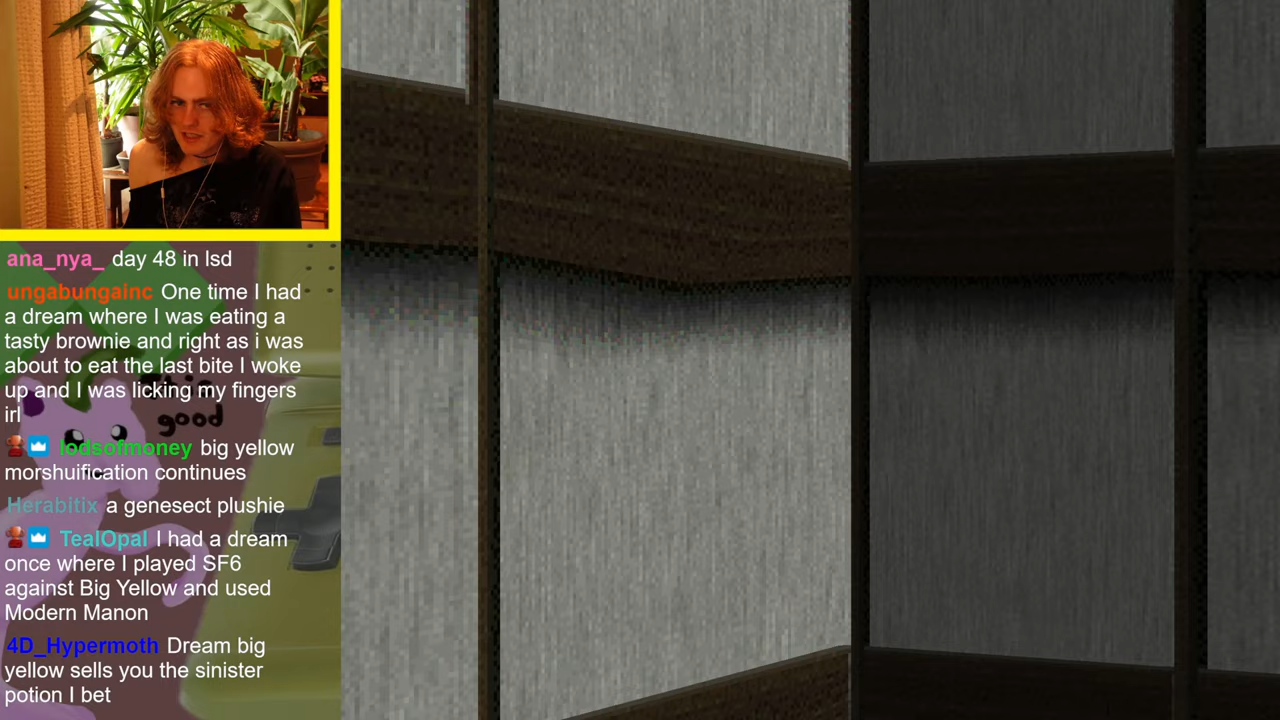 ana_nya_ day 48 in lsd
ungabungainc One time I had
a dream where I was eating a
tasty brownie and right as i was
about to eat the last bite I woke
up and I was licking my fingers
irl
lodsofmoney big yellow
morshuification continues
Herabitix a genesect plushie
TealOpal I had a dream
once where I played SF6
against Big Yellow and used
Modern Manon
4D_Hypermoth Dream big
yellow sells you the sinister
potion I bet
good